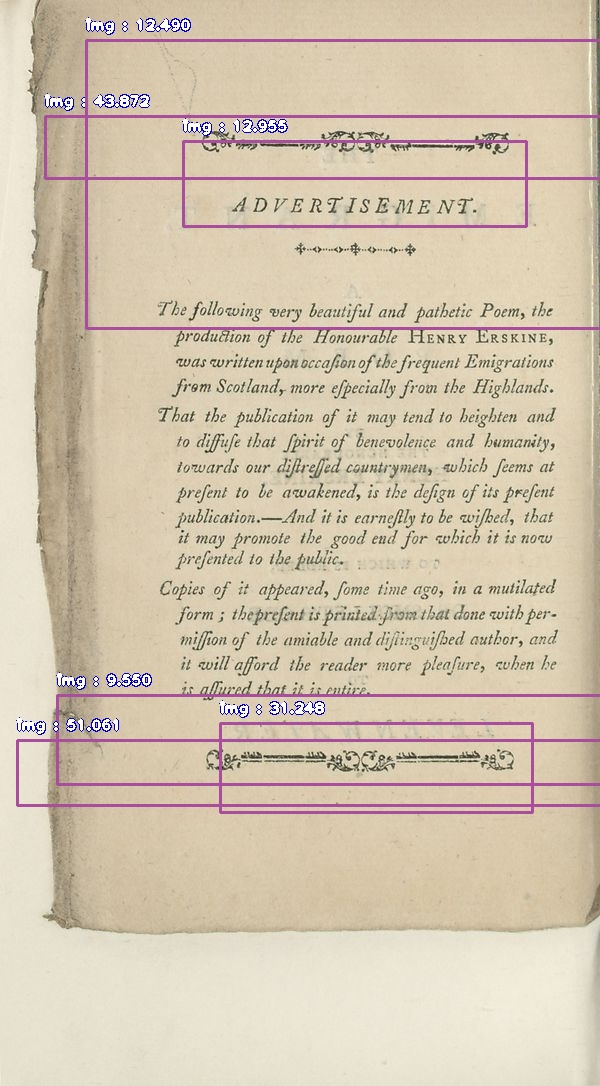 img : 12.490
img : 43.872
img : 12.955
ADVERTISEMENT.
The following very beautiful and pathetic Poem, the
production of the Honourable HENRY ERSKINE,
was written upon occaſion of the frequent Emigrations
from Scotland, more eſpecially from the Highlands.
That the publication of it may tend to heighten and
to diffuſe that ſpirit of benevolence and humanity,
towards our diſtreſſed countrymen, which ſeems at
preſent to be awakened, is the deſign of its preſent
publication.—And it is earneſtly to be wiſhed, that
it may promote the good end for which it is now
preſented to the public.
Copies of it appeared, ſome time ago, in a mutilated
form ; the preſent is printed from that done with per-
miſſion of the amiable and diſtinguiſhed author, and
it will afford the reader more pleaſure, when he
is aſſured that it is entire.
img : 9.550
img : 31.248
img : 51.061